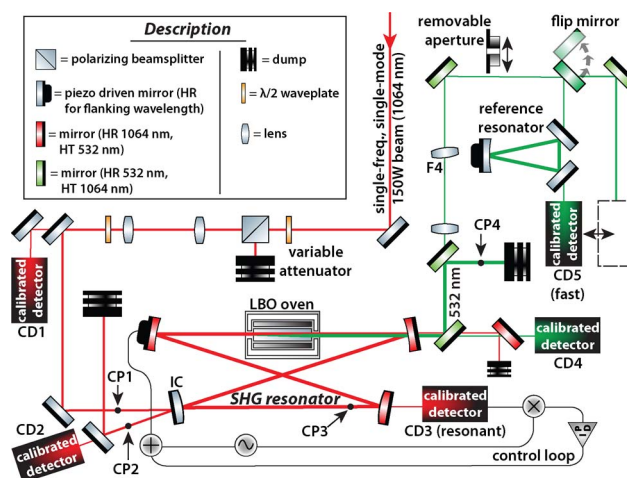 Description
= polarizing beamsplitter
= piezo driven mirror (HR
for flanking wavelength)
= mirror (HR 1064 nm,
HT 532 nm)
= mirror (HR 532 nm,
HT 1064 nm)
= dump
= λ/2 waveplate
= lens
single-freq., single-mode
150W beam (1064 nm)
removable
aperture
flip mirror
reference
resonator
F4
CP4
calibrated
detector
CD5
(fast)
variable
attenuator
calibrated
detector
CD1
LBO oven
532 nm
calibrated
detector
CD4
IC
CP1
SHG resonator
CP3
calibrated
detector
CD3 (resonant)
CD2
calibrated
detector
CP2
control loop
P
I
D